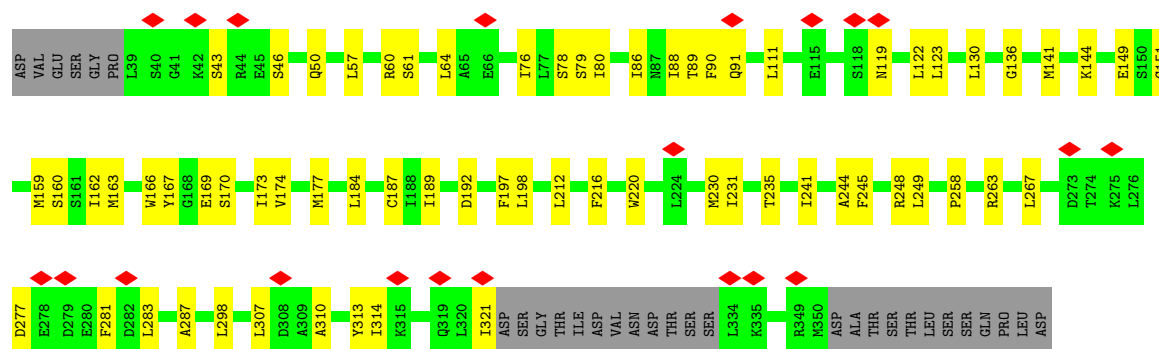 ASP VAL GLU SER GLY PRO L39 S40 G41 K42 S43 R44 E45 S46 Q50 L57 R60 S61 L64 A65 E66 I76 L77 S78 S79 I80 I86 N87 I88 T89 F90 Q91 L111 E115 S118 N119 L122 L123 L130 G136 M141 K144 E149 S150
M159 S160 S161 I162 M163 W166 Y167 G168 E169 S170 I173 V174 M177 L184 C187 I188 I189 D192 F197 L198 L212 F216 W220 L224 M230 I231 T235 I241 A244 F245 R248 L249 P258 R263 L267 D273 T274 K275 L276
D277 E278 D279 E280 F281 D282 L283 A287 L298 L307 D308 A309 A310 Y313 I314 K315 Q319 L320 I321 ASP SER GLY THR ILE ASP VAL ASN ASP THR SER SER L334 K335 R349 M350 ASP ALA THR SER THR LEU SER SER GLN PRO LEU ASP